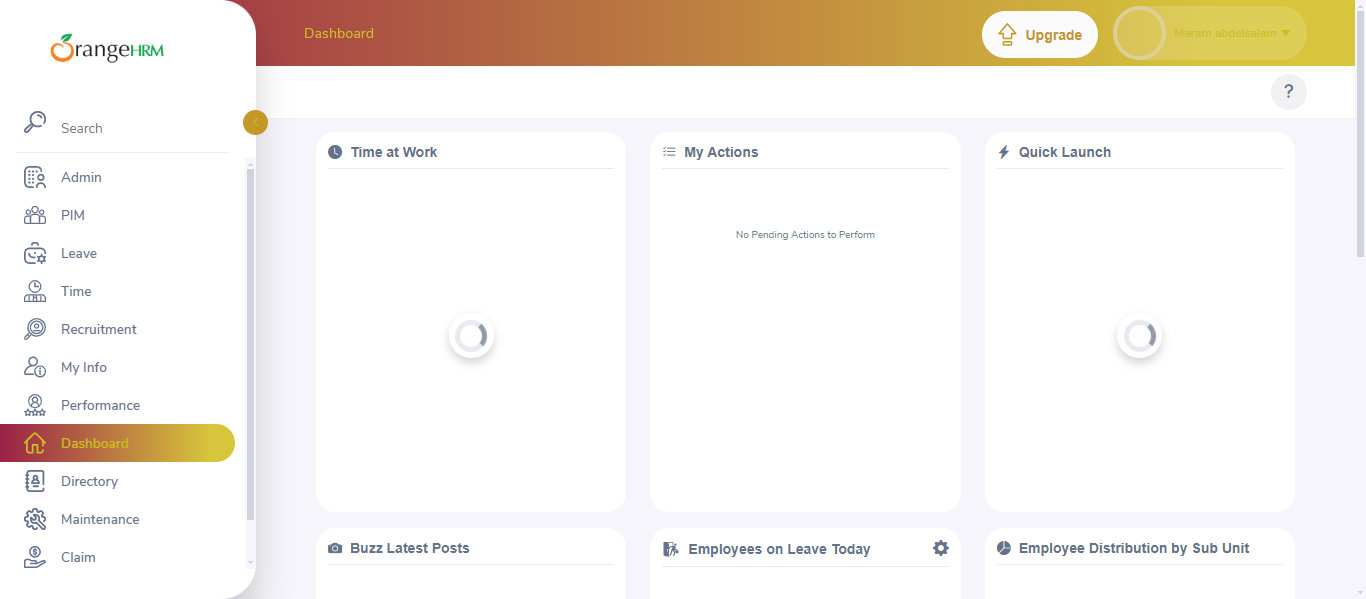 OrangeHRM
Search
Admin
PIM
Leave
Time
Recruitment
My Info
Performance
Dashboard
Directory
Maintenance
Claim
Dashboard
Upgrade
Maram abdelsalam
?
Time at Work
My Actions
No Pending Actions to Perform
Quick Launch
Buzz Latest Posts
Employees on Leave Today
Employee Distribution by Sub Unit